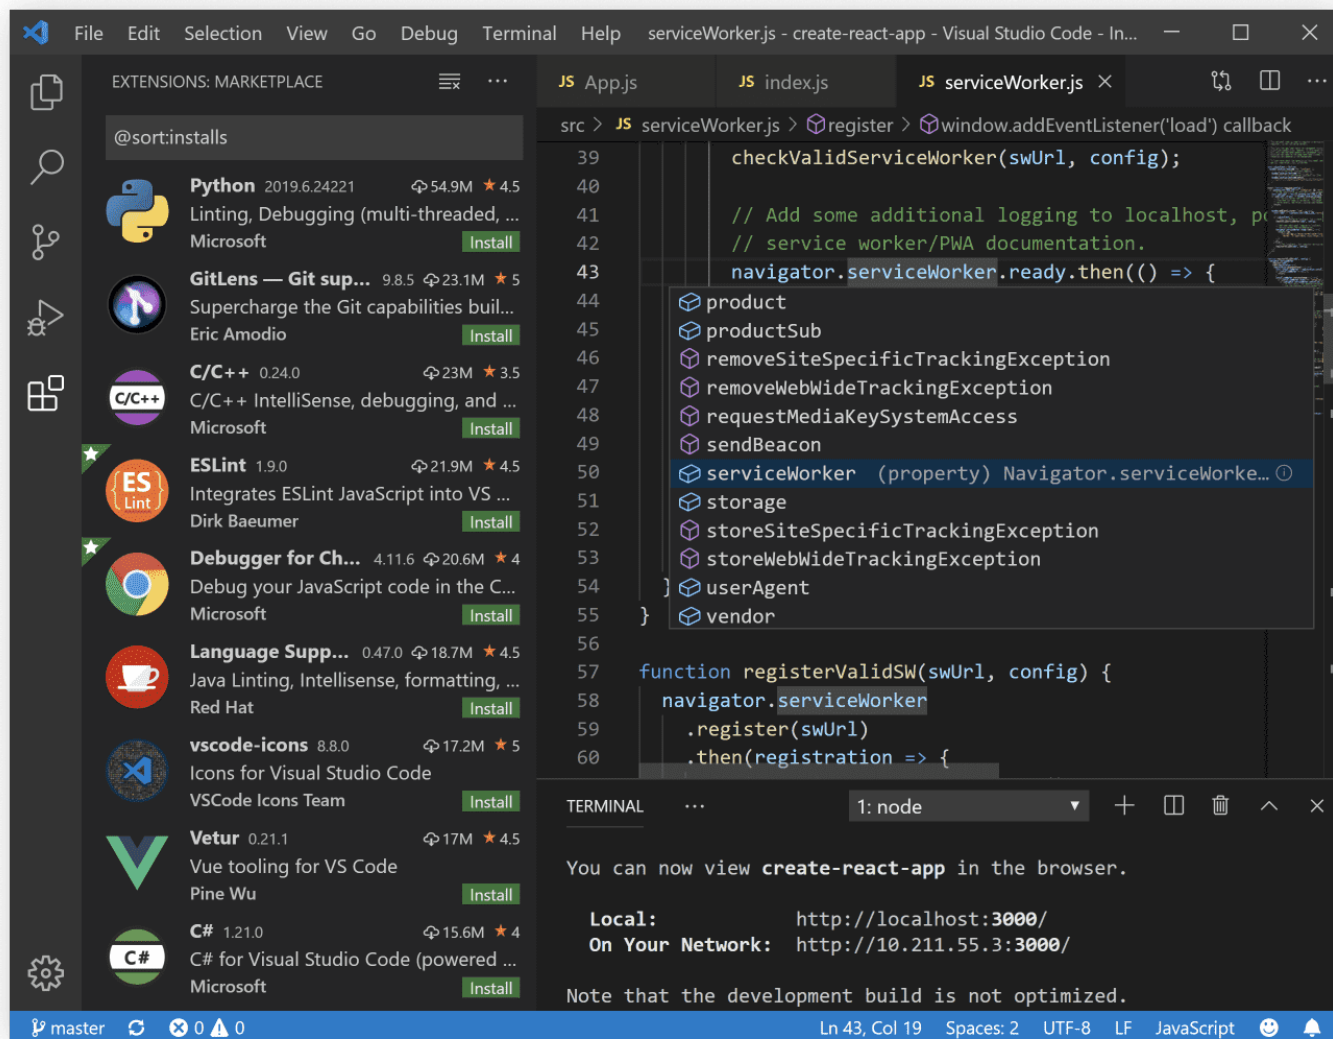 File Edit Selection View Go Debug Terminal Help serviceWorker.js - create-react-app - Visual Studio Code - In...
EXTENSIONS: MARKETPLACE
@sort:installs
Python 2019.6.24221 54.9M 4.5
Linting, Debugging (multi-threaded, ...
Microsoft Install
GitLens — Git sup... 9.8.5 23.1M 5
Supercharge the Git capabilities buil...
Eric Amodio Install
C/C++
C/C++ 0.24.0 23M 3.5
C/C++ IntelliSense, debugging, and ...
Microsoft Install
ES
Lint
ESLint 1.9.0 21.9M 4.5
Integrates ESLint JavaScript into VS ...
Dirk Baeumer Install
Debugger for Ch... 4.11.6 20.6M 4
Debug your JavaScript code in the C...
Microsoft Install
Language Supp... 0.47.0 18.7M 4.5
Java Linting, Intellisense, formatting, ...
Red Hat Install
vscode-icons 8.8.0 17.2M 5
Icons for Visual Studio Code
VSCode Icons Team Install
Vetur 0.21.1 17M 4.5
Vue tooling for VS Code
Pine Wu Install
C#
C# 1.21.0 15.6M 4
C# for Visual Studio Code (powered ...
Microsoft Install
JS App.js JS index.js JS serviceWorker.js
src > JS serviceWorker.js > register > window.addEventListener('load') callback
39 checkValidServiceWorker(swUrl, config);
40
41 // Add some additional logging to localhost, po
42 // service worker/PWA documentation.
43 navigator.serviceWorker.ready.then(() => {
44 product
45 productSub
46 removeSiteSpecificTrackingException
47 removeWebWideTrackingException
48 requestMediaKeySystemAccess
49 sendBeacon
50 serviceWorker (property) Navigator.serviceWorke...
51 storage
52 storeSiteSpecificTrackingException
53 storeWebWideTrackingException
54 } userAgent
55 } vendor
56
57 function registerValidSW(swUrl, config) {
58 navigator.serviceWorker
59 .register(swUrl)
60 .then(registration => {
TERMINAL ... 1: node
You can now view create-react-app in the browser.
Local: http://localhost:3000/
On Your Network: http://10.211.55.3:3000/
Note that the development build is not optimized.
master 0 0 Ln 43, Col 19 Spaces: 2 UTF-8 LF JavaScript